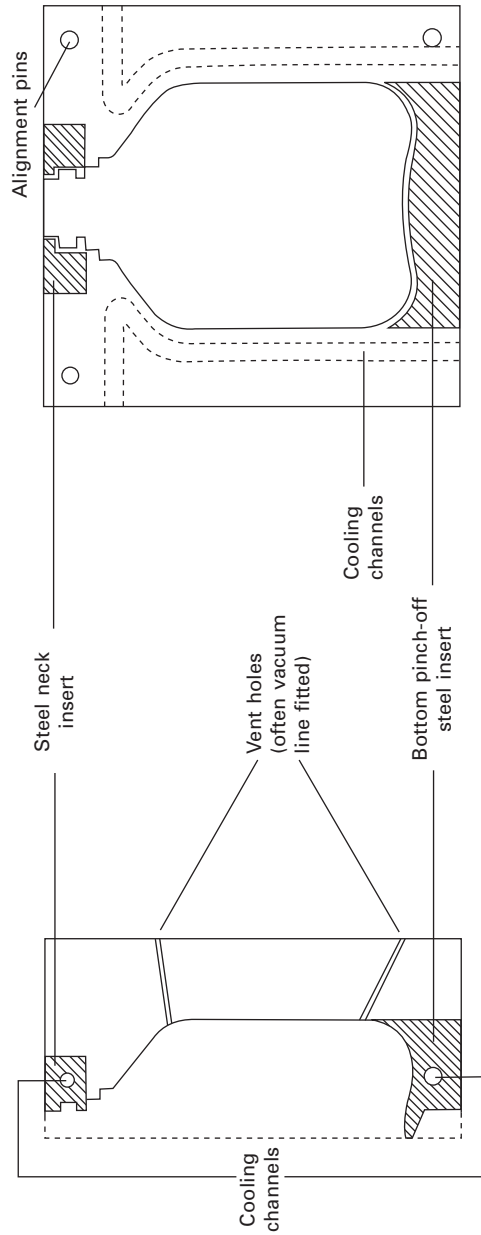 Alignment pins
Steel neck
insert
Cooling
channels
Vent holes
(often vacuum
line fitted)
Bottom pinch-off
steel insert
Cooling
channels